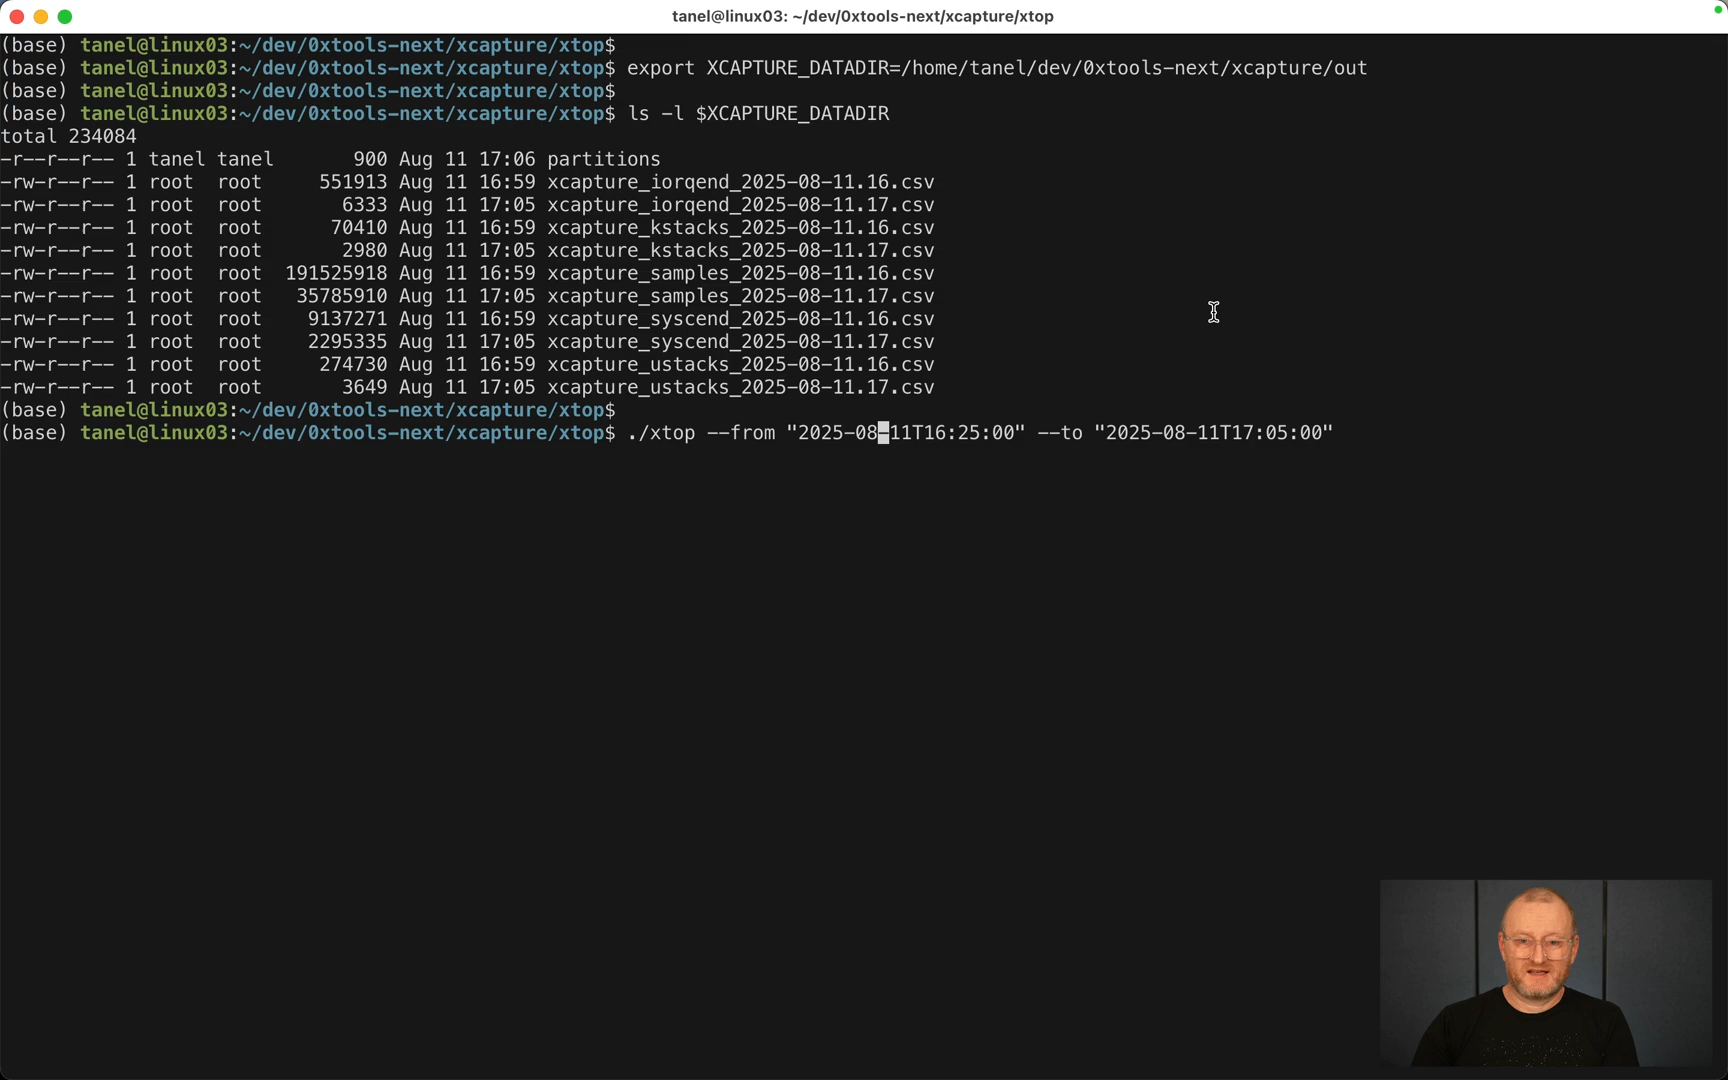 tanel@linux03: ~/dev/0xtools-next/xcapture/xtop
(base) tanel@linux03:~/dev/0xtools-next/xcapture/xtop$
(base) tanel@linux03:~/dev/0xtools-next/xcapture/xtop$ export XCAPTURE_DATADIR=/home/tanel/dev/0xtools-next/xcapture/out
(base) tanel@linux03:~/dev/0xtools-next/xcapture/xtop$
(base) tanel@linux03:~/dev/0xtools-next/xcapture/xtop$ ls -l $XCAPTURE_DATADIR
total 234084
-r--r--r-- 1 tanel tanel       900 Aug 11 17:06 partitions
-rw-r--r-- 1 root  root     551913 Aug 11 16:59 xcapture_iorqend_2025-08-11.16.csv
-rw-r--r-- 1 root  root       6333 Aug 11 17:05 xcapture_iorqend_2025-08-11.17.csv
-rw-r--r-- 1 root  root      70410 Aug 11 16:59 xcapture_kstacks_2025-08-11.16.csv
-rw-r--r-- 1 root  root       2980 Aug 11 17:05 xcapture_kstacks_2025-08-11.17.csv
-rw-r--r-- 1 root  root  191525918 Aug 11 16:59 xcapture_samples_2025-08-11.16.csv
-rw-r--r-- 1 root  root   35785910 Aug 11 17:05 xcapture_samples_2025-08-11.17.csv
-rw-r--r-- 1 root  root    9137271 Aug 11 16:59 xcapture_syscend_2025-08-11.16.csv
-rw-r--r-- 1 root  root    2295335 Aug 11 17:05 xcapture_syscend_2025-08-11.17.csv
-rw-r--r-- 1 root  root     274730 Aug 11 16:59 xcapture_ustacks_2025-08-11.16.csv
-rw-r--r-- 1 root  root       3649 Aug 11 17:05 xcapture_ustacks_2025-08-11.17.csv
(base) tanel@linux03:~/dev/0xtools-next/xcapture/xtop$
(base) tanel@linux03:~/dev/0xtools-next/xcapture/xtop$ ./xtop --from "2025-08-11T16:25:00" --to "2025-08-11T17:05:00"